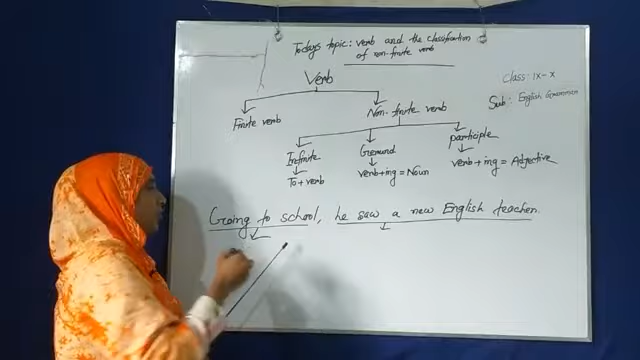 Todays topic: verb and the classification
of non-finite verb
Class: IX-X
Sub: English Grammar
Verb
Finite verb
Non-finite verb
Infinite
Gerund
participle
To + verb
verb+ing = Noun
verb+ing = Adjective
Going to school, he saw a new English teacher.